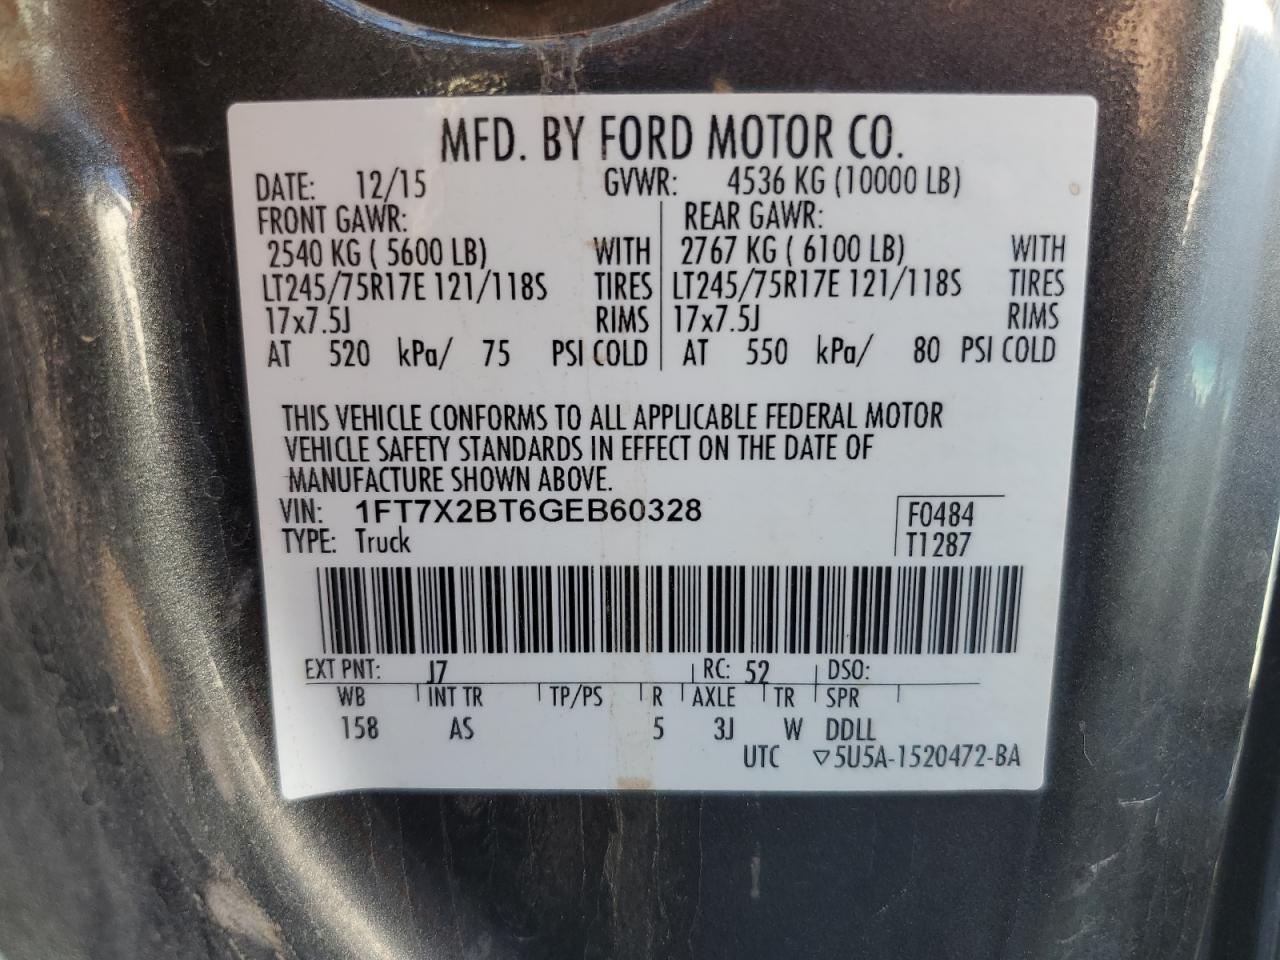 MFD. BY FORD MOTOR CO.
DATE: 12/15 GVWR: 4536 KG (10000 LB)
FRONT GAWR: REAR GAWR:
2540 KG ( 5600 LB) WITH 2767 KG ( 6100 LB) WITH
LT245/75R17E 121/118S TIRES LT245/75R17E 121/118S TIRES
17x7.5J RIMS 17x7.5J RIMS
AT 520 kPa/ 75 PSI COLD AT 550 kPa/ 80 PSI COLD
THIS VEHICLE CONFORMS TO ALL APPLICABLE FEDERAL MOTOR
VEHICLE SAFETY STANDARDS IN EFFECT ON THE DATE OF
MANUFACTURE SHOWN ABOVE.
VIN: 1FT7X2BT6GEB60328 F0484
TYPE: Truck T1287
EXT PNT: J7 RC: 52 DSO:
WB INT TR TP/PS R AXLE TR SPR
158 AS 5 3J W DDLL
UTC ▽5U5A-1520472-BA